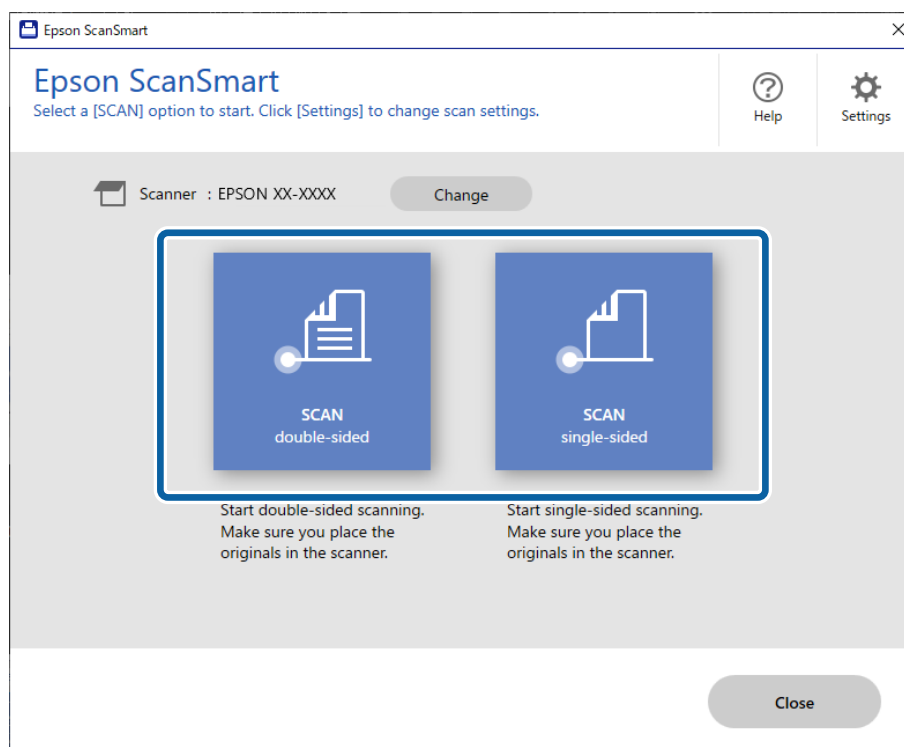 Epson ScanSmart
Epson ScanSmart
Select a [SCAN] option to start. Click [Settings] to change scan settings.
Help
Settings
Scanner : EPSON XX-XXXX
Change
SCAN
double-sided
SCAN
single-sided
Start double-sided scanning.
Make sure you place the
originals in the scanner.
Start single-sided scanning.
Make sure you place the
originals in the scanner.
Close